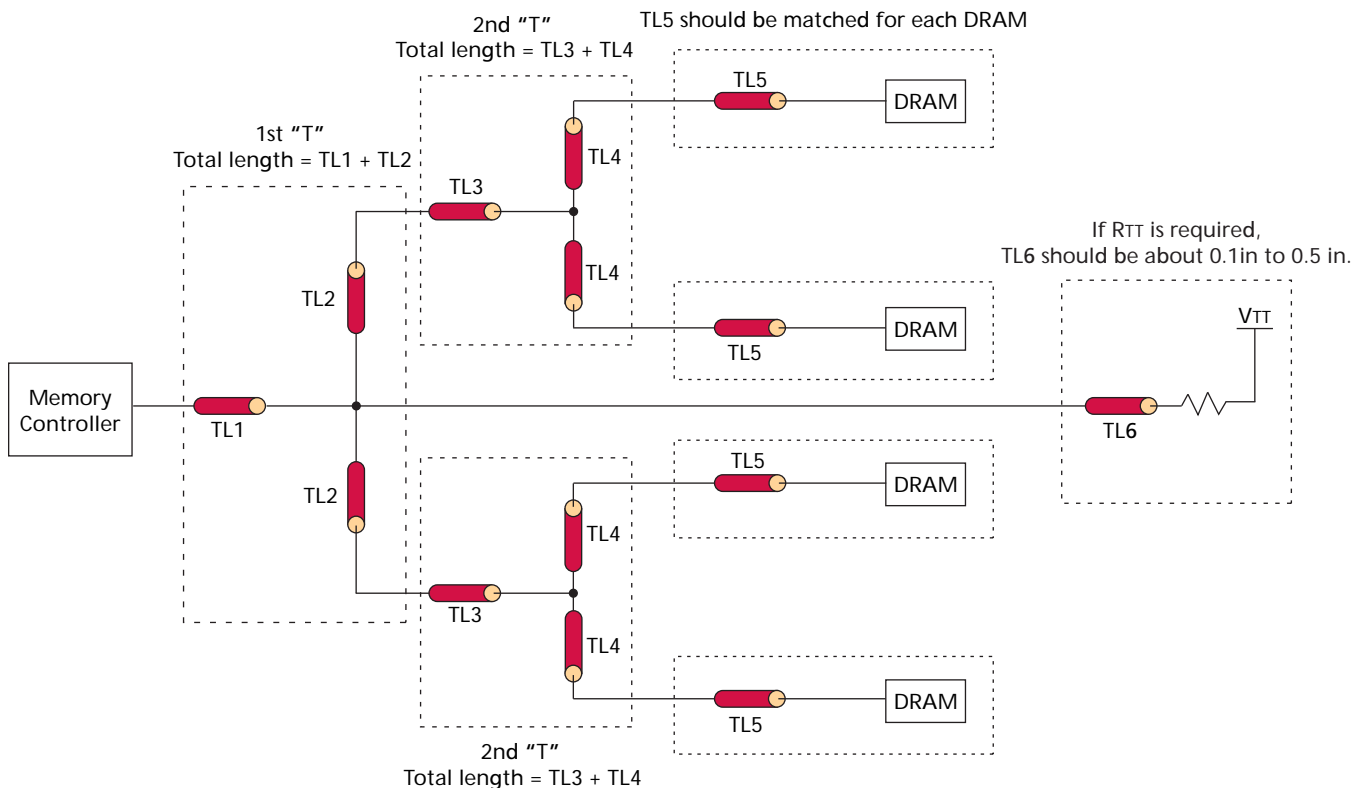 TL5 should be matched for each DRAM
2nd "T"
Total length = TL3 + TL4
TL5
DRAM
1st "T"
Total length = TL1 + TL2
TL4
TL3
If RTT is required,
TL6 should be about 0.1in to 0.5 in.
TL4
TL2
VTT
TL5
DRAM
Memory
Controller
TL1
TL6
TL5
DRAM
TL2
TL4
TL3
TL4
TL5
DRAM
2nd "T"
Total length = TL3 + TL4